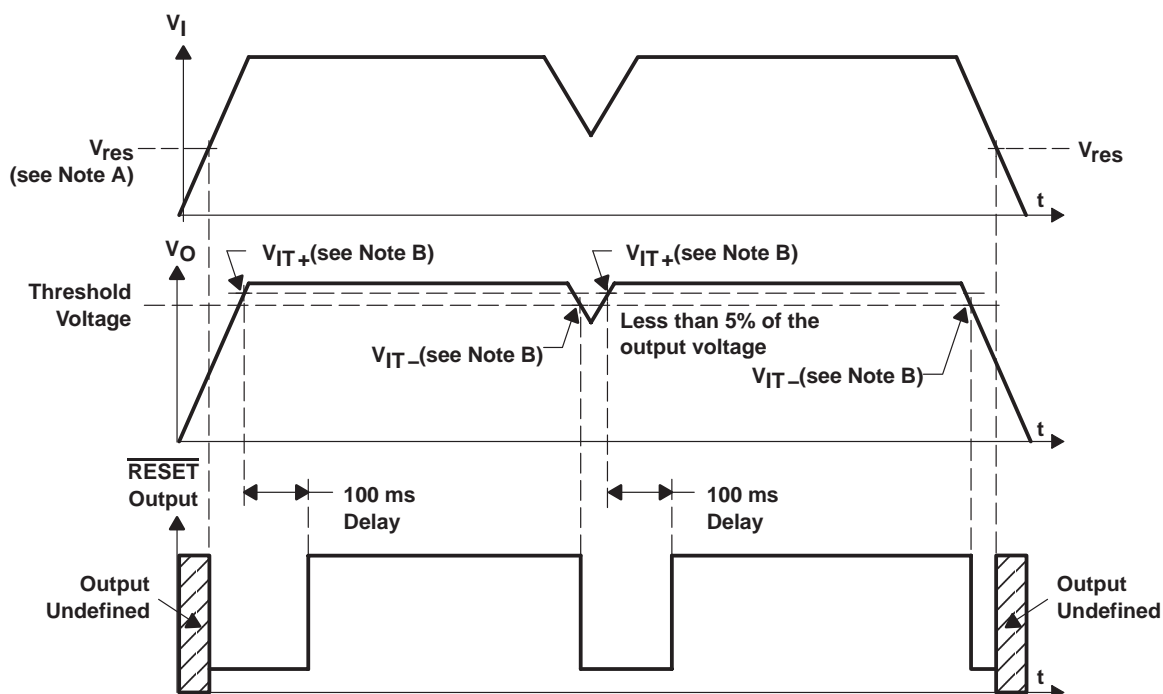 VI
Vres
(see Note A)
Vres
t
VO
VIT+(see Note B)
VIT+(see Note B)
Threshold
Voltage
Less than 5% of the
output voltage
VIT−(see Note B)
VIT−(see Note B)
t
RESET
Output
100 ms
Delay
100 ms
Delay
Output
Undefined
Output
Undefined
t